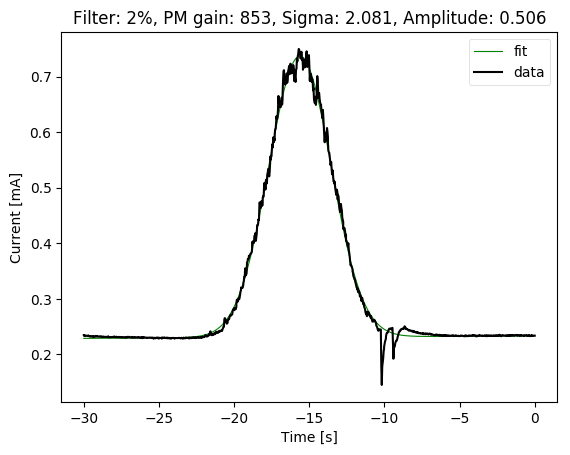 Filter: 2%, PM gain: 853, Sigma: 2.081, Amplitude: 0.506
fit
data
0.7
0.6
0.5
0.4
0.3
0.2
Current [mA]
−30
−25
−20
−15
−10
−5
0
Time [s]